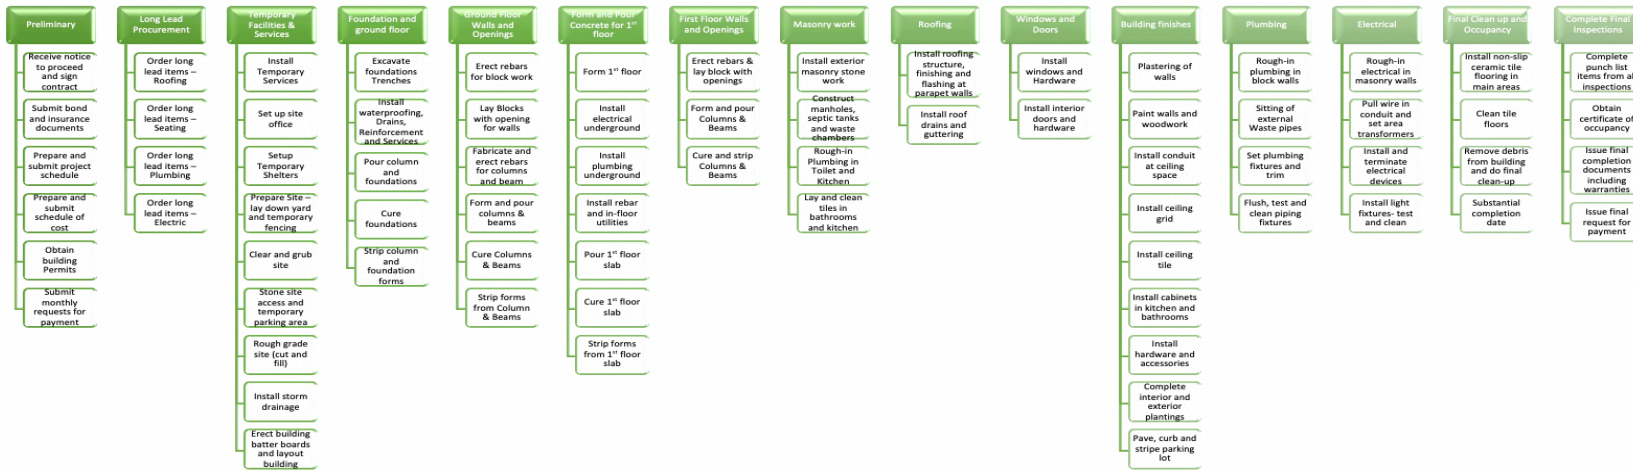 Preliminary
Receive notice
to proceed
and sign
contract
Submit bond
and insurance
documents
Prepare and
submit project
schedule
Prepare and
submit
schedule of
cost
Obtain
building
Permits
Submit
monthly
requests for
payment
Long Lead
Procurement
Order long
lead items –
Roofing
Order long
lead items –
Seating
Order long
lead items –
Plumbing
Order long
lead items –
Electric
Temporary
Facilities &
Services
Install
Temporary
Services
Set up site
office
Setup
Temporary
Shelters
Prepare Site –
lay down yard
and temporary
fencing
Clear and grub
site
Stone site
access and
temporary
parking area
Rough grade
site (cut and
fill)
Install storm
drainage
Erect building
batter boards
and layout
building
Foundation and
ground floor
Excavate
foundations
Trenches
Install
waterproofing,
Drains,
Reinforcement
and Services
Pour column
and
foundations
Cure
foundations
Strip column
and
foundation
forms
Ground Floor
Walls and
Openings
Erect rebars
for block work
Lay Blocks
with opening
for walls
Fabricate and
erect rebars
for columns
and beam
Form and pour
columns &
beams
Cure Columns
& Beams
Strip forms
from Column
& Beams
Form and Pour
Concrete for 1st
floor
Form 1st floor
Install
electrical
underground
Install
plumbing
underground
Install rebar
and in-floor
utilities
Pour 1st floor
slab
Cure 1st floor
slab
Strip forms
from 1st floor
slab
First Floor Walls
and Openings
Erect rebars &
lay block with
openings
Form and pour
Columns &
Beams
Cure and strip
Columns &
Beams
Masonry work
Install exterior
masonry stone
work
Construct
manholes,
septic tanks
and waste
chambers
Rough-in
Plumbing in
Toilet and
Kitchen
Lay and clean
tiles in
bathrooms
and kitchen
Roofing
Install roofing
structure,
finishing and
flashing at
parapet walls
Install roof
drains and
guttering
Windows and
Doors
Install
windows and
Hardware
Install interior
doors and
hardware
Building finishes
Plastering of
walls
Paint walls and
woodwork
Install conduit
at ceiling
space
Install ceiling
grid
Install ceiling
tile
Install cabinets
in kitchen and
bathrooms
Install
hardware and
accessories
Complete
interior and
exterior
plantings
Pave, curb and
stripe parking
lot
Plumbing
Rough-in
plumbing in
block walls
Sitting of
external
Waste pipes
Set plumbing
fixtures and
trim
Flush, test and
clean piping
fixtures
Electrical
Rough-in
electrical in
masonry walls
Pull wire in
conduit and
set area
transformers
Install and
terminate
electrical
devices
Install light
fixtures- test
and clean
Final Clean up and
Occupancy
Install non-slip
ceramic tile
flooring in
main areas
Clean tile
floors
Remove debris
from building
and do final
clean-up
Substantial
completion
date
Complete Final
Inspections
Complete
punch list
items from
inspections
Obtain
certificate of
occupancy
Issue final
completion
documents
including
warranties
Issue final
request for
payment